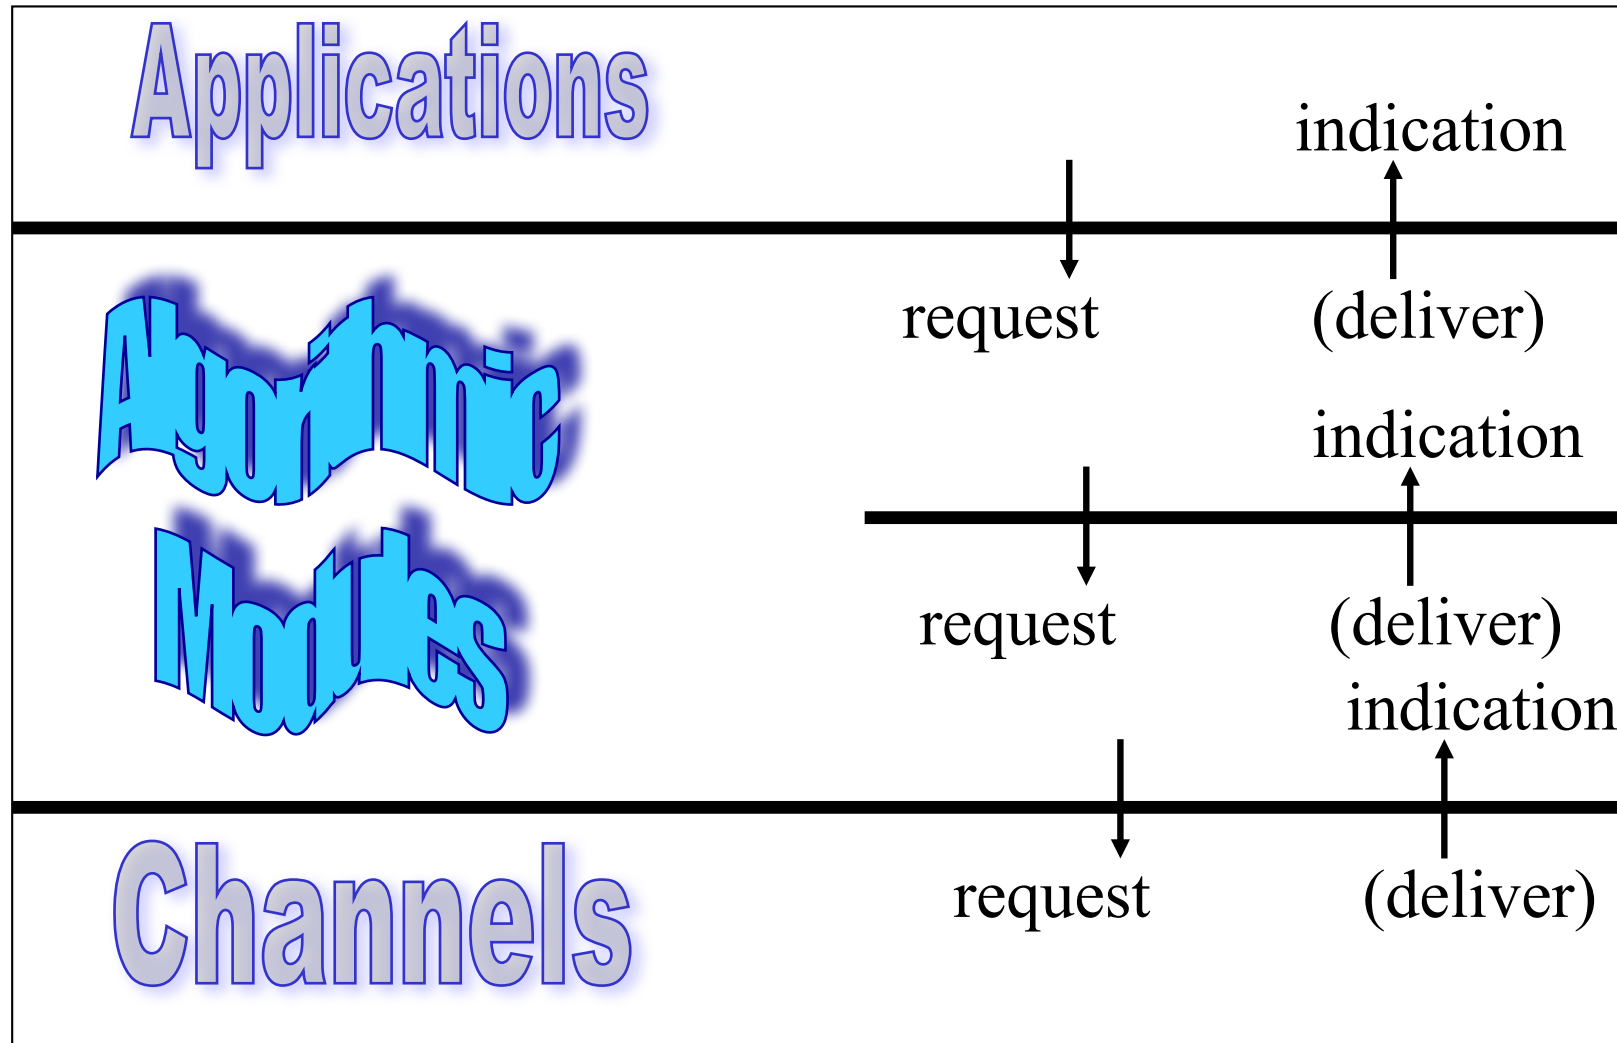 Applications
indication
request (deliver)
Algorithmic
indication
Modules
request (deliver)
indication
request (deliver)
Channels